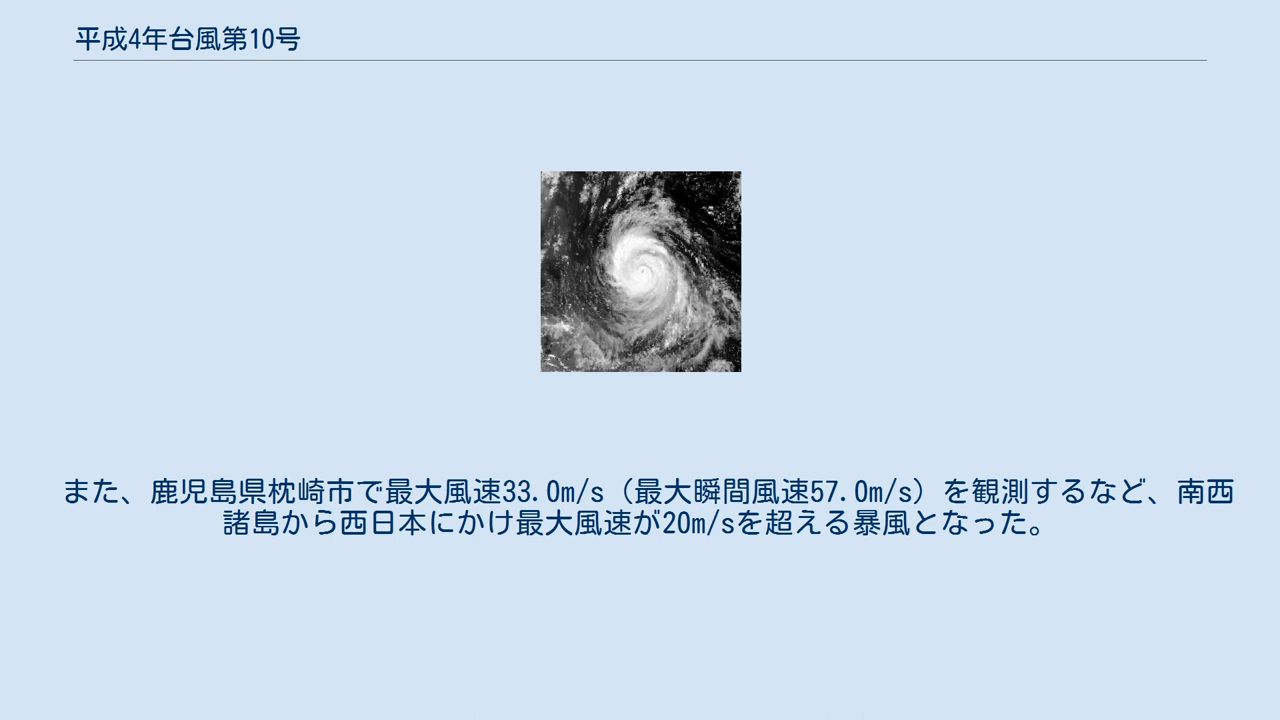 平成4年台風第10号
また、鹿児島県枕崎市で最大風速33.0m/s（最大瞬間風速57.0m/s）を観測するなど、南西
諸島から西日本にかけ最大風速が20m/sを超える暴風となった。